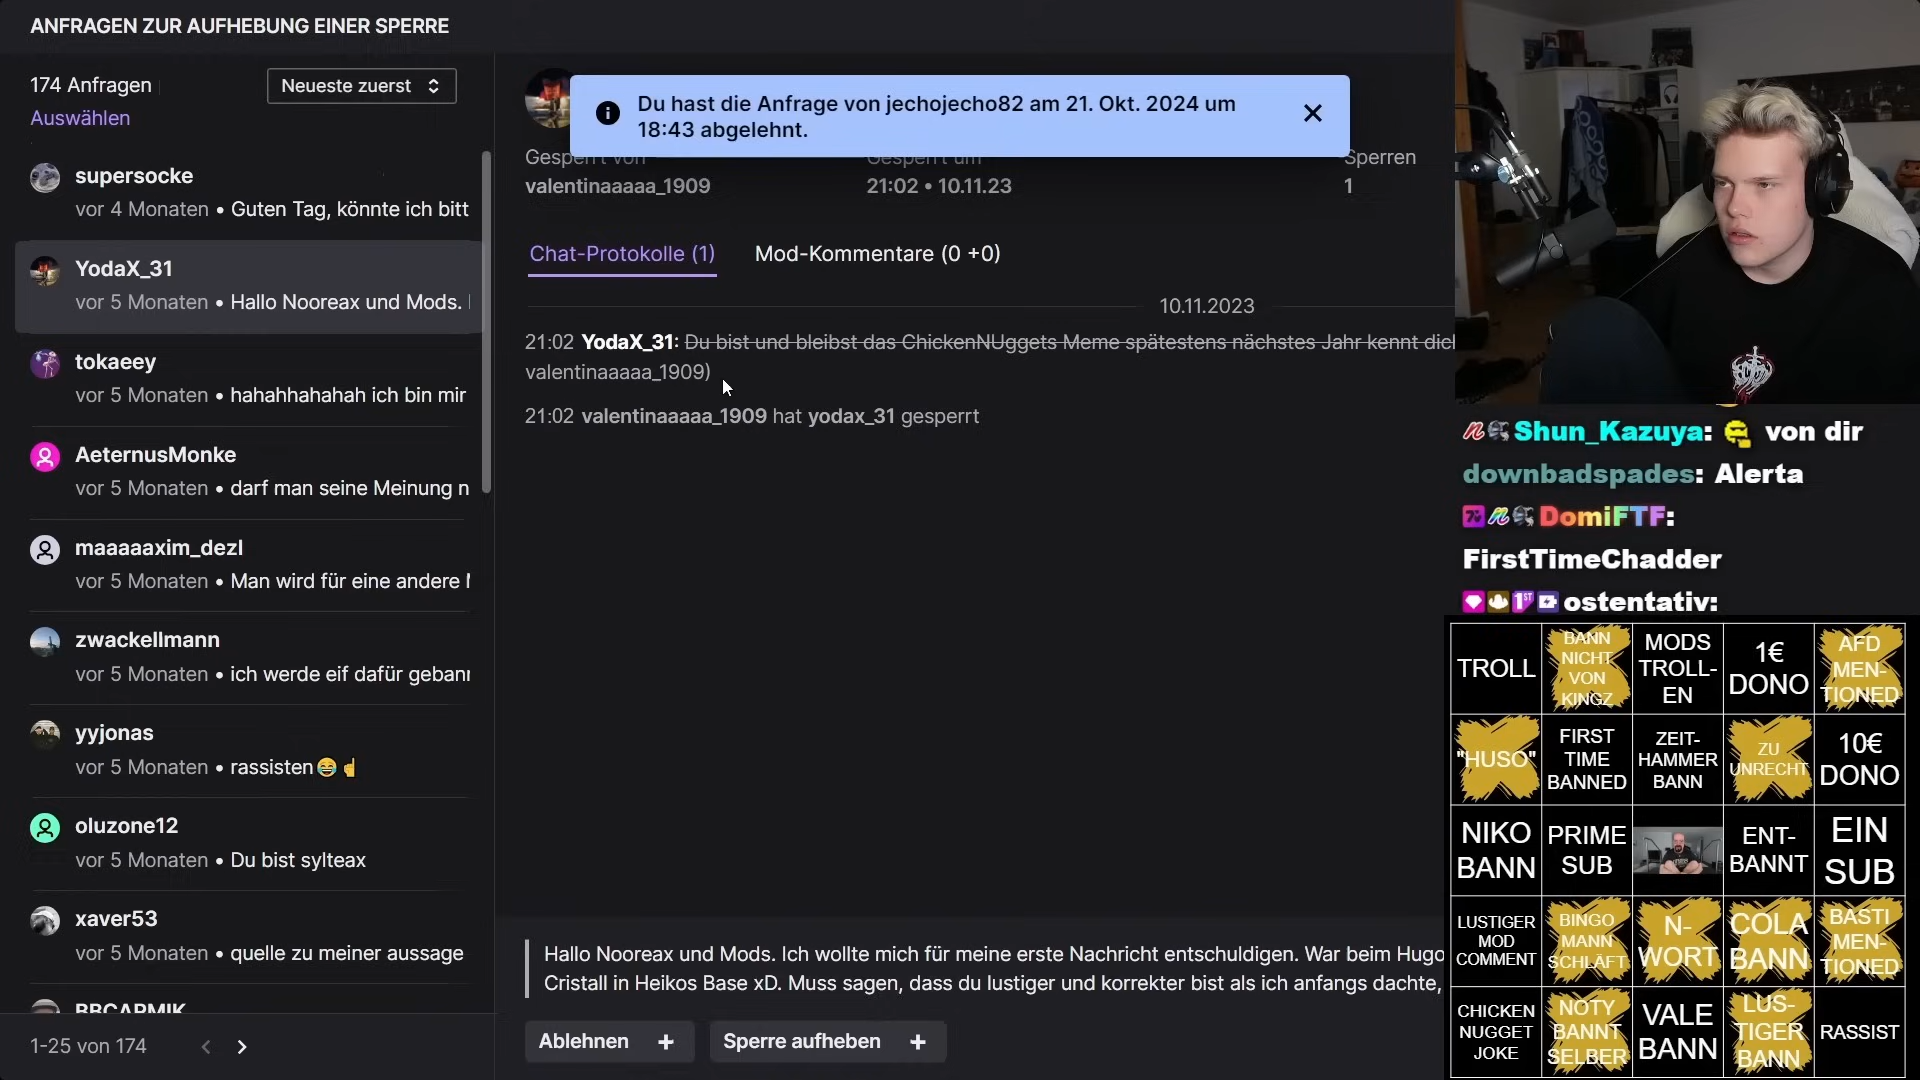 ANFRAGEN ZUR AUFHEBUNG EINER SPERRE
174 Anfragen
Neueste zuerst
Auswählen
supersocke
vor 4 Monaten • Guten Tag, könnte ich bitt
YodaX_31
vor 5 Monaten • Hallo Nooreax und Mods.
tokaeey
vor 5 Monaten • hahahhahahah ich bin mir
AeternusMonke
vor 5 Monaten • darf man seine Meinung n
maaaaaxim_dezl
vor 5 Monaten • Man wird für eine andere
zwackellmann
vor 5 Monaten • ich werde eif dafür geban
yyjonas
vor 5 Monaten • rassisten😂☝️
oluzone12
vor 5 Monaten • Du bist sylteax
xaver53
vor 5 Monaten • quelle zu meiner aussage
BBCARMIK
1-25 von 174
Du hast die Anfrage von jechojecho82 am 21. Okt. 2024 um
18:43 abgelehnt.
Gesperrt von
valentinaaaaa_1909
Gesperrt um
21:02 • 10.11.23
Sperren
1
Chat-Protokolle (1)
Mod-Kommentare (0 +0)
10.11.2023
21:02 YodaX_31: Du bist und bleibst das ChickenNUggets Meme spätestens nächstes Jahr kennt dich
valentinaaaaa_1909)
21:02 valentinaaaaa_1909 hat yodax_31 gesperrt
Hallo Nooreax und Mods. Ich wollte mich für meine erste Nachricht entschuldigen. War beim Hugo
Cristall in Heikos Base xD. Muss sagen, dass du lustiger und korrekter bist als ich anfangs dachte,
Ablehnen +
Sperre aufheben +
Shun_Kazuya: von dir
downbadspades: Alerta
DomiFTF:
FirstTimeChadder
1ST ostentativ:
TROLL
BANN
NICHT
VON
KINGZ
MODS
TROLL-
EN
1€
DONO
AFD
MEN-
TIONED
"HUSO"
FIRST
TIME
BANNED
ZEIT-
HAMMER
BANN
ZU
UNRECHT
10€
DONO
NIKO
BANN
PRIME
SUB
ENT-
BANNT
EIN
SUB
LUSTIGER
MOD
COMMENT
BINGO
MANN
SCHLÄFT
N-
WORT
COLA
BANN
BASTI
MEN-
TIONED
CHICKEN
NUGGET
JOKE
NOTY
BANNT
SELBER
VALE
BANN
LUS-
TIGER
BANN
RASSIST